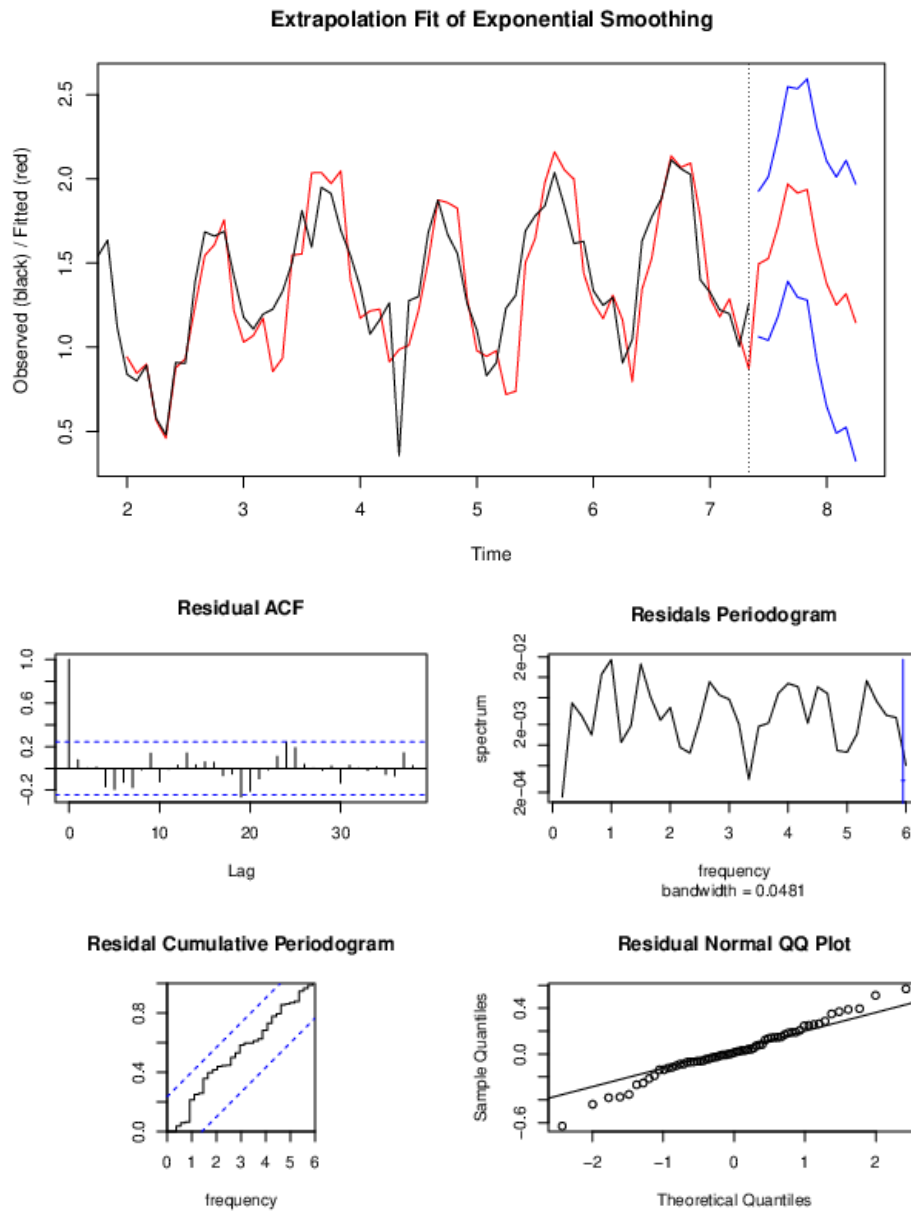 Extrapolation Fit of Exponential Smoothing
Observed (black) / Fitted (red)
2.5
2.0
1.5
1.0
0.5
2 3 4 5 6 7 8
Time
Residual ACF
1.0
0.6
0.2
−0.2
0 10 20 30
Lag
Residals Periodogram
spectrum
2e−02
2e−03
2e−04
0 1 2 3 4 5 6
frequency
bandwidth = 0.0481
Residal Cumulative Periodogram
0.8
0.4
0.0
0 1 2 3 4 5 6
frequency
Residual Normal QQ Plot
Sample Quantiles
0.4
0.0
−0.6
−2 −1 0 1 2
Theoretical Quantiles